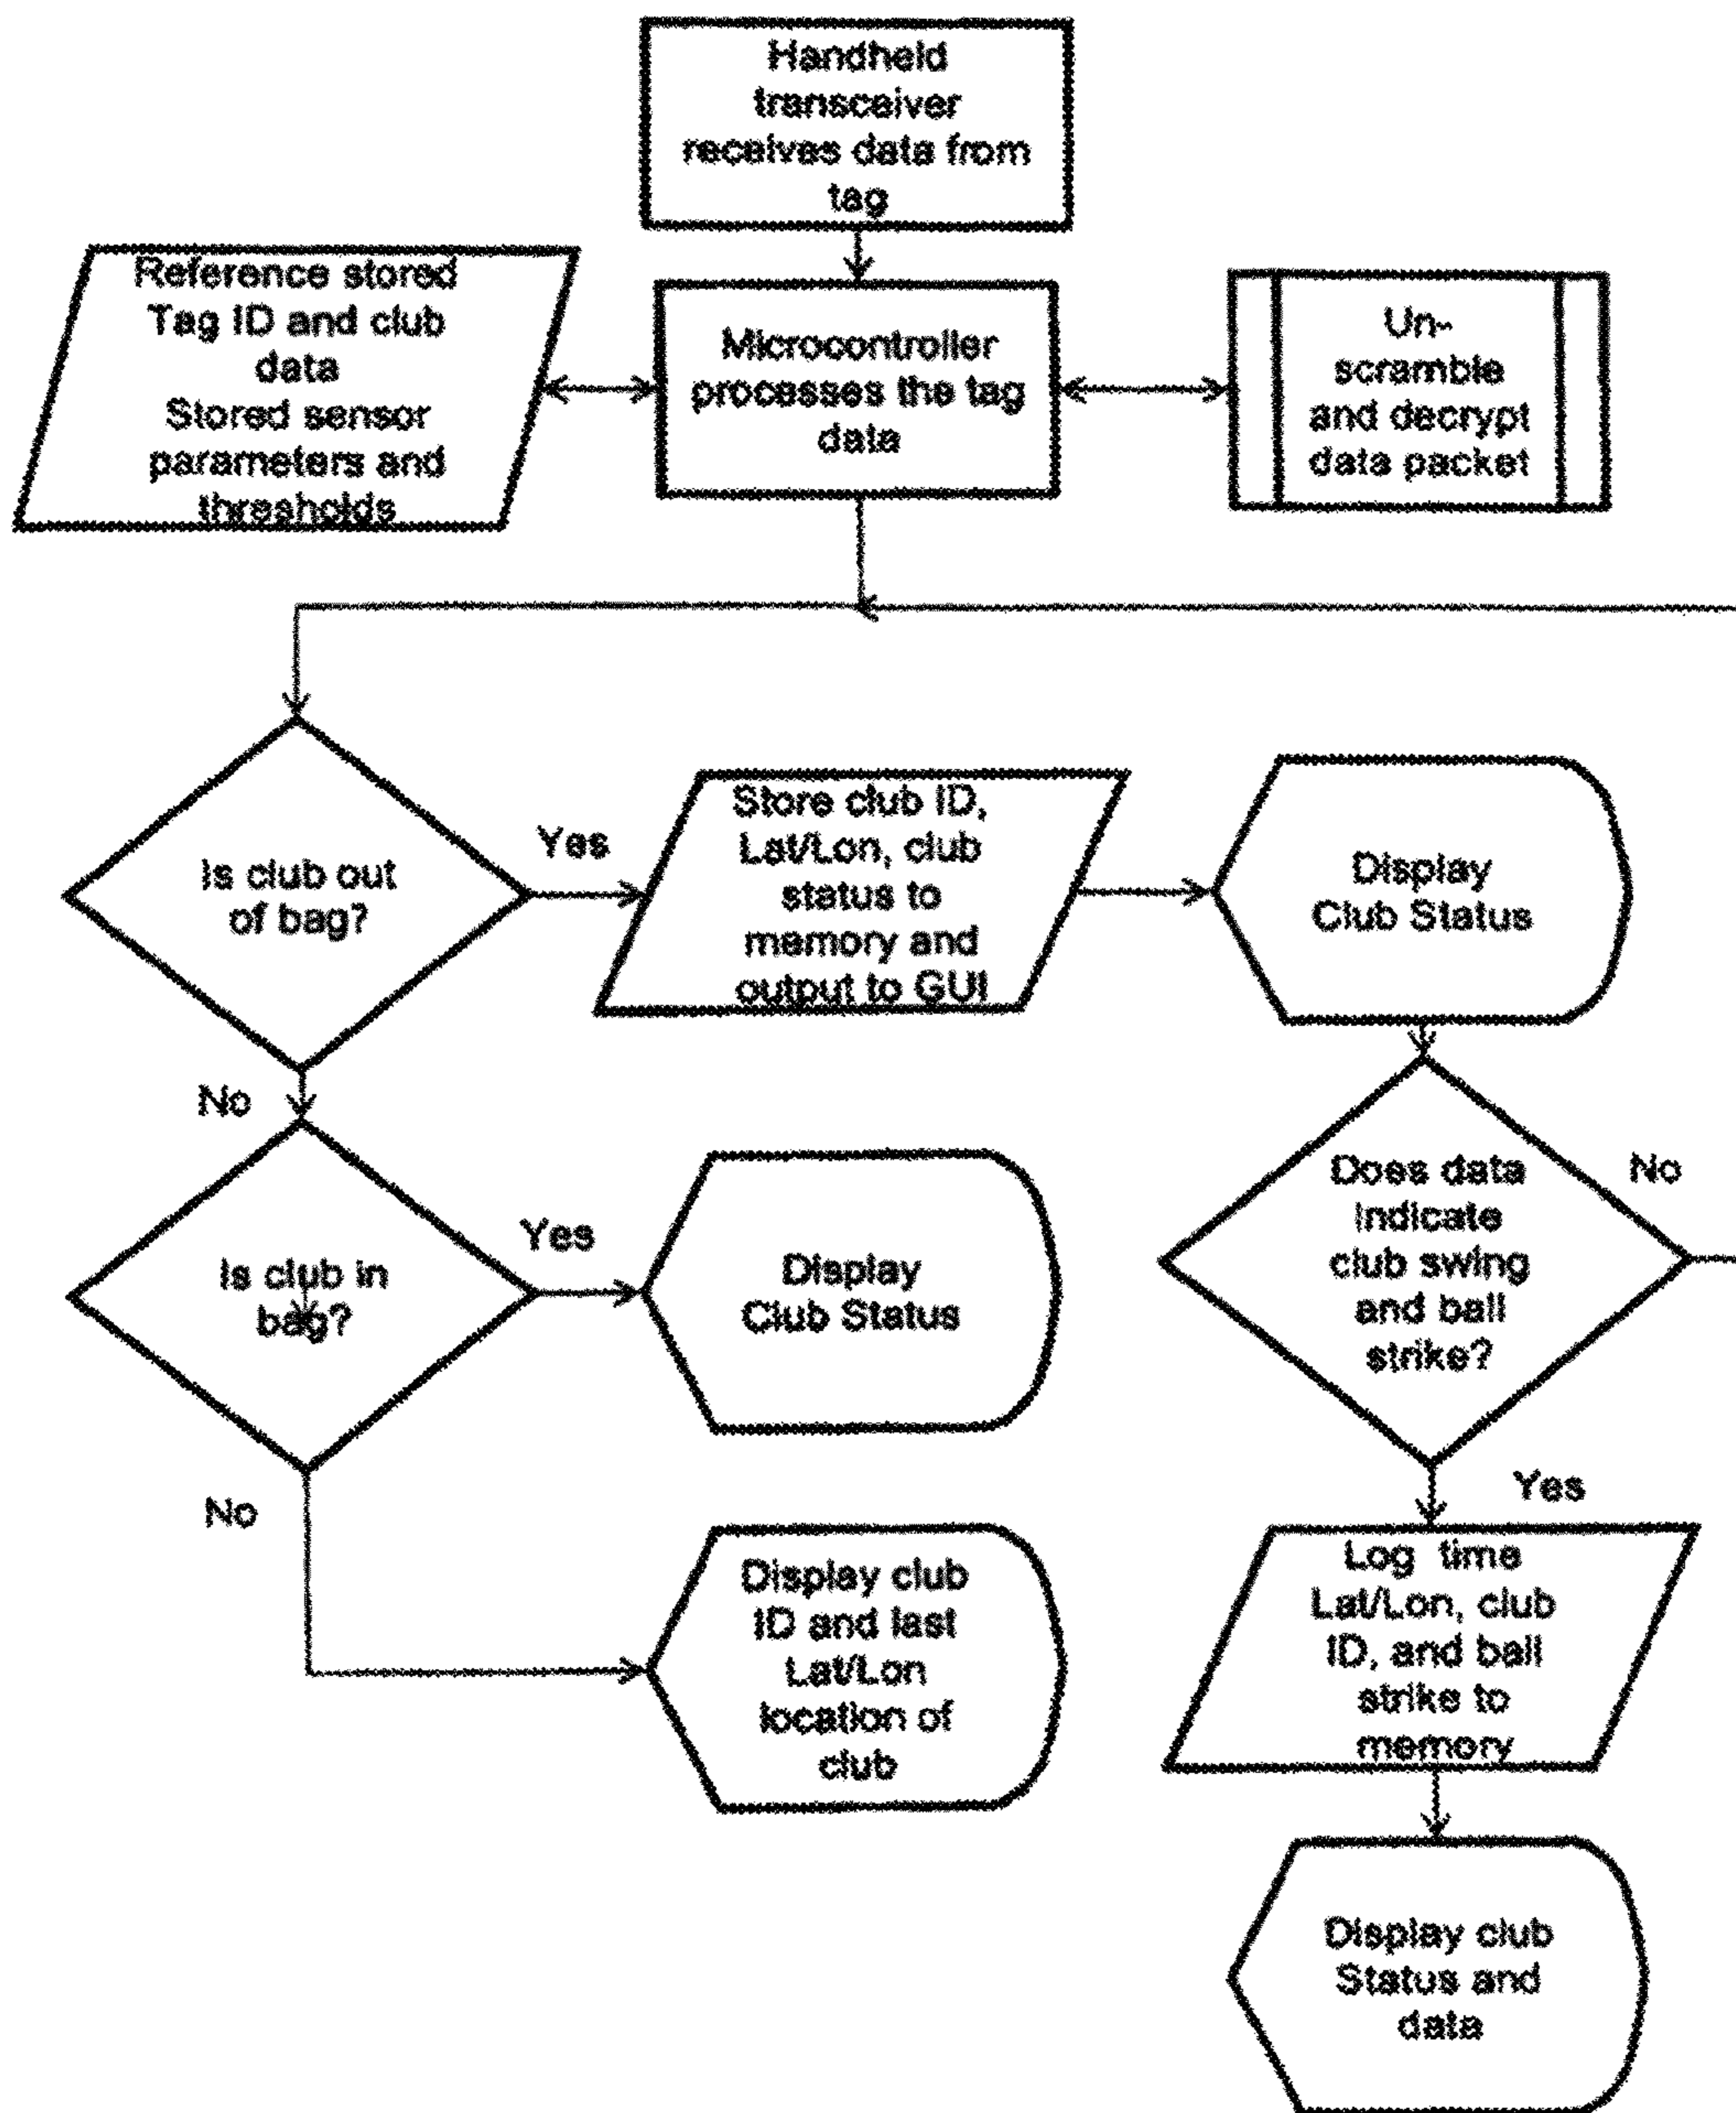 Handheld
transceiver
receives data from
tag
Reference stored
Tag ID and club
data
Stored sensor
parameters and
thresholds
Microcontroller
processes the tag
data
Un-
scramble
and decrypt
data packet
Is club out
of bag?
Yes
Store club ID,
Lat/Lon, club
status to
memory and
output to GUI
Display
Club Status
No
Is club in
bag?
Yes
Display
Club Status
Does data
indicate
club swing
and ball
strike?
No
No
Display club
ID and last
Lat/Lon
location of
club
Yes
Log time
Lat/Lon, club
ID, and ball
strike to
memory
Display club
Status and
data